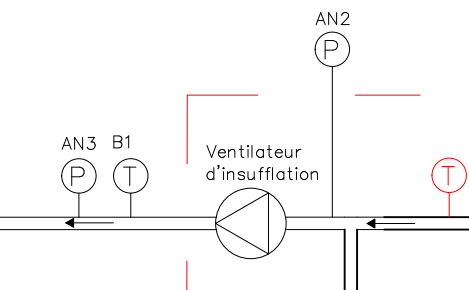 AN2
P
AN3 B1
Ventilateur
d'insufflation
P T T